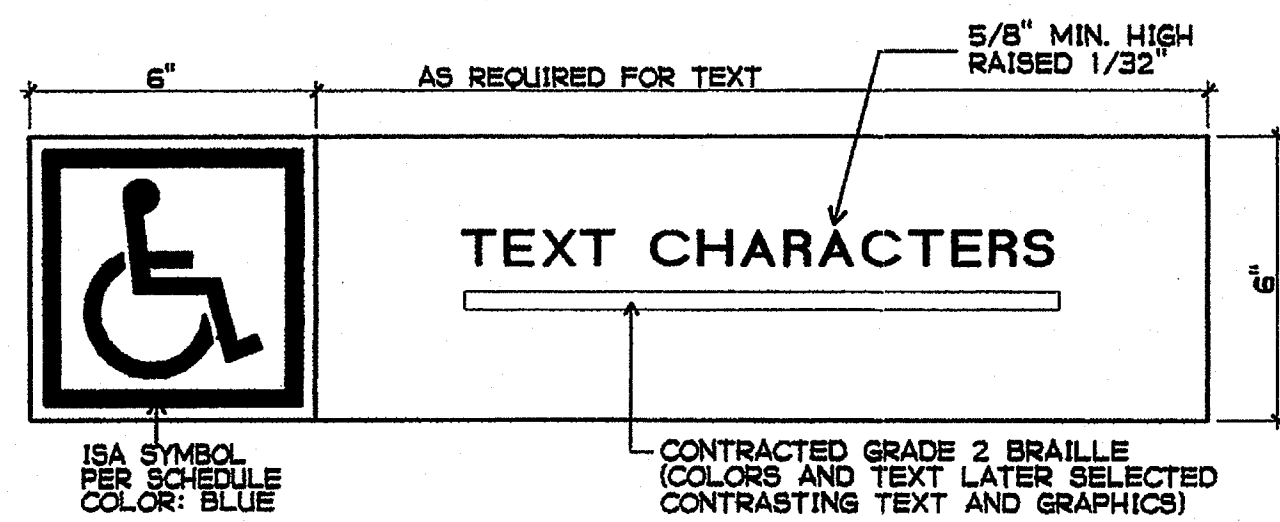 5/8" MIN. HIGH
RAISED 1/32"
6"
AS REQUIRED FOR TEXT
TEXT CHARACTERS
6"
ISA SYMBOL
PER SCHEDULE
COLOR: BLUE
CONTRACTED GRADE 2 BRAILLE
(COLORS AND TEXT LATER SELECTED
CONTRASTING TEXT AND GRAPHICS)